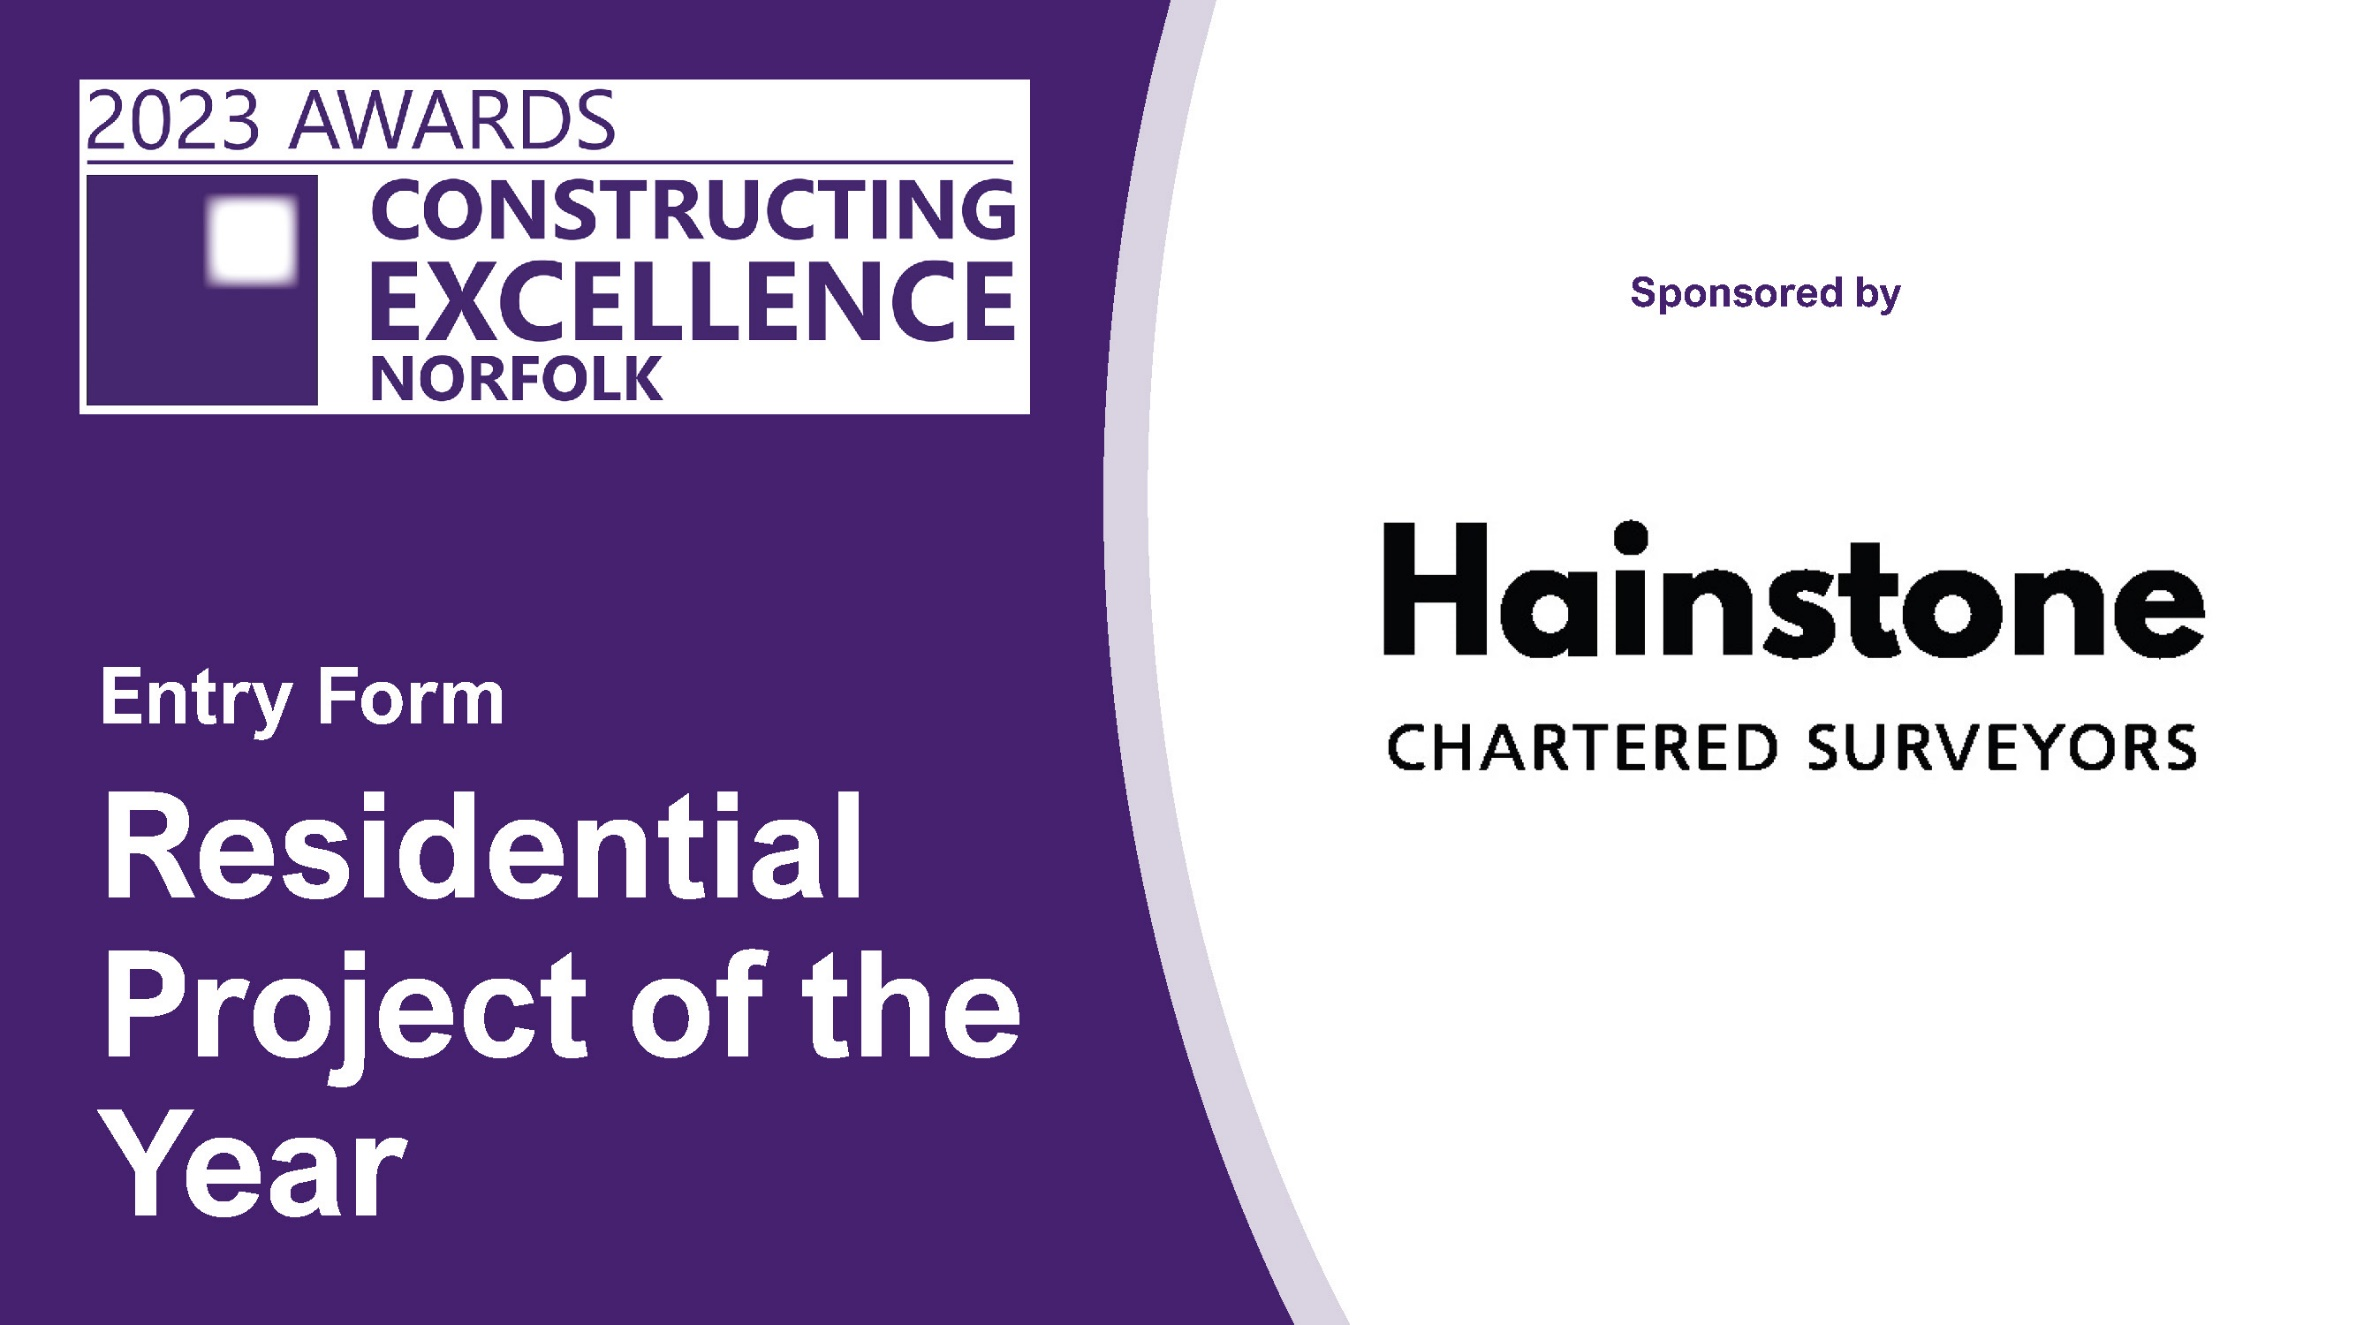 2023 AWARDS
CONSTRUCTING
EXCELLENCE
NORFOLK
Entry Form
Residential
Project of the
Year
Sponsored by
Hainstone
CHARTERED SURVEYORS